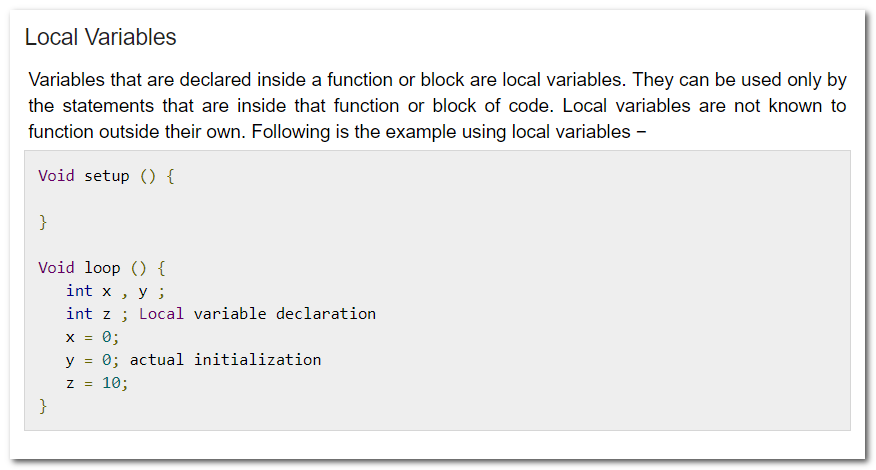 Local Variables
Variables that are declared inside a function or block are local variables. They can be used only by
the statements that are inside that function or block of code. Local variables are not known to
function outside their own. Following is the example using local variables −
Void setup () {
}
Void loop () {
int x , y ;
int z ; Local variable declaration
x = 0;
y = 0; actual initialization
z = 10;
}